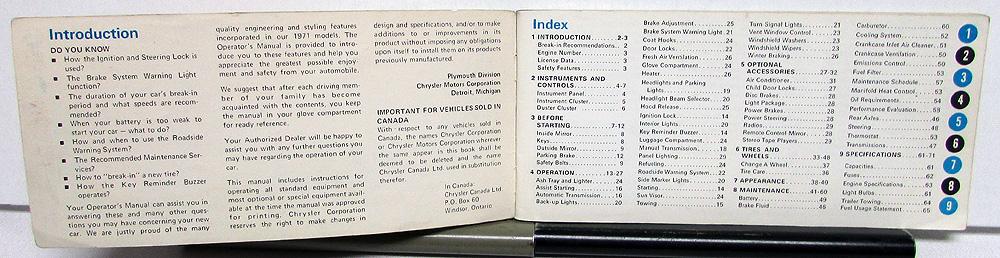 Introduction
DO YOU KNOW
■ How the Ignition and Steering Lock is
used?
■ The Brake System Warning Light
function?
■ The duration of your car's break-in
period and what speeds are recom-
mended?
■ When your battery is too weak to
start your car — what to do?
■ How and when to use the Roadside
Warning System?
■ The Recommended Maintenance Ser-
vices?
■ How to "break-in" a new tire?
■ How the Key Reminder Buzzer
operates?
Your Operator's Manual can assist you in
answering these and many other ques-
tions you may have concerning your new
car. We are justly proud of the many
quality engineering and styling features
incorporated in our 1971 models. The
Operator's Manual is provided to intro-
duce you to these features and help you
appreciate the greatest possible enjoy-
ment and safety from your automobile.
We suggest that after each driving mem-
ber of your family has become
acquainted with the contents, you keep
the manual in your glove compartment
for ready reference.
Your Authorized Dealer will be happy to
assist you with any further questions you
may have regarding the operation of your
car.
This manual includes instructions for
operating all standard equipment and
most optional or special equipment avail-
able at the time the manual was approved
for printing. Chrysler Corporation
reserves the right to make changes in
design and specifications, and/or to make
additions to or improvements in its
product without imposing any obligations
upon itself to install them on its products
previously manufactured.
Plymouth Division
Chrysler Motors Corporation
Detroit, Michigan
IMPORTANT FOR VEHICLES SOLD IN
CANADA
With respect to any vehicles sold in
Canada, the names Chrysler Corporation
or Chrysler Motors Corporation wherever
the same appear in this book shall be
deemed to be deleted and the name
Chrysler Canada Ltd. used in substitution
therefor.
In Canada:
Chrysler Canada Ltd.
P.O. Box 60
Windsor, Ontario
Index
1 INTRODUCTION 2-3
Break-in Recommendations 2
Engine Number 3
License Data 3
Safety Features 3
2 INSTRUMENTS AND
CONTROLS 4-7
Instrument Panel 4
Instrument Cluster 5
Duster Cluster 6
3 BEFORE
STARTING 7-12
Inside Mirror 8
Keys 8
Outside Mirror 9
Parking Brake 12
Safety Belts 9
4 OPERATION 13-27
Ash Tray and Lighter 24
Assist Starting 16
Automatic Transmission 16
Back-up Lights 20
Brake Adjustment 25
Brake System Warning Light 21
Coat Hooks 24
Door Locks 22
Fresh Air Ventilation 26
Glove Compartment 24
Heater 26
Headlights and Parking
Lights 19
Headlight Beam Selector 20
Hood Release 25
Ignition Lock 14
Interior Lights 20
Key Reminder Buzzer 14
Luggage Compartment 24
Manual Transmission 18
Panel Lighting 29
Refueling 24
Roadside Warning System 22
Side Marker Lights 20
Starting 14
Sun Visor 24
Towing 15
Turn Signal Lights 21
Vent Window Control 23
Windshield Washers 23
Windshield Wipers 23
Winter Braking 26
5 OPTIONAL
ACCESSORIES 27-32
Air Conditioner 31
Child Door Locks 27
Disc Brakes 28
Light Package 28
Power Brakes 28
Power Steering 28
Radios 29
Remote Control Mirror 28
Stereo Tape Players 29
6 TIRES AND
WHEELS 33-48
Change A Wheel 37
Tire Care 36
7 APPEARANCE 38-40
8 MAINTENANCE 41-60
Battery 49
Brake Fluid 46
Carburetor 60
Cooling System 52
Crankcase Inlet Air Cleaner 51
Crankcase Ventilation 50
Emissions Control 50
Fuel Filter 53
Maintenance Schedule 57
Manifold Heat Control 53
Oil Requirements 54
Performance Evaluation 58
Rear Axles 46
Steering 48
Thermostat 53
Transmissions 47
9 SPECIFICATIONS 61-71
Capacities 61
Fuses 62
Engine Specifications 63
Light Bulbs 61
Trailer Towing 64
Fuel Usage Statement 65
1
2
3
4
5
6
7
8
9